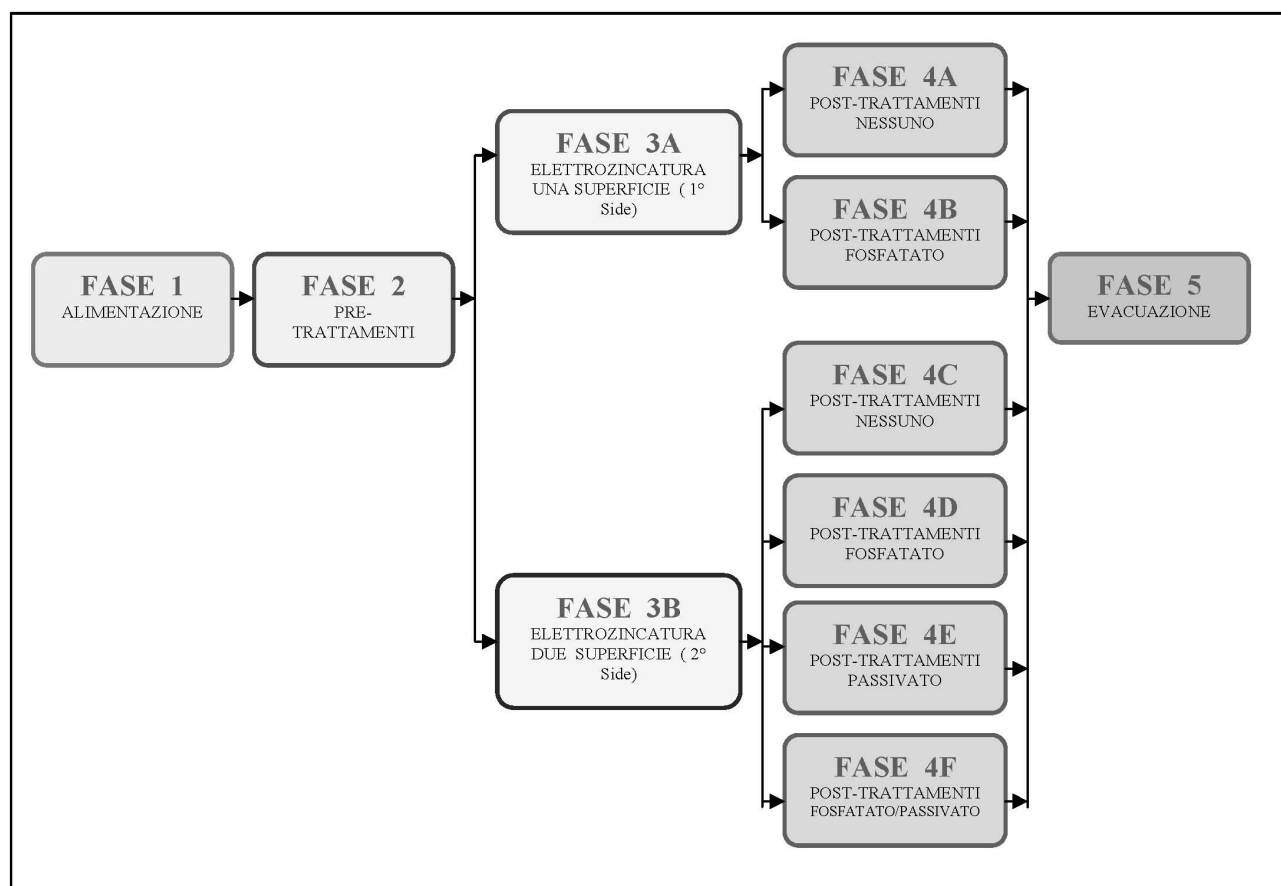 FASE 1
ALIMENTAZIONE
FASE 2
PRE-
TRATTAMENTI
FASE 3A
ELETTROZINCATURA
UNA SUPERFICIE ( 1°
Side)
FASE 3B
ELETTROZINCATURA
DUE SUPERFICIE ( 2°
Side)
FASE 4A
POST-TRATTAMENTI
NESSUNO
FASE 4B
POST-TRATTAMENTI
FOSFATATO
FASE 4C
POST-TRATTAMENTI
NESSUNO
FASE 4D
POST-TRATTAMENTI
FOSFATATO
FASE 4E
POST-TRATTAMENTI
PASSIVATO
FASE 4F
POST-TRATTAMENTI
FOSFATATO/PASSIVATO
FASE 5
EVACUAZIONE